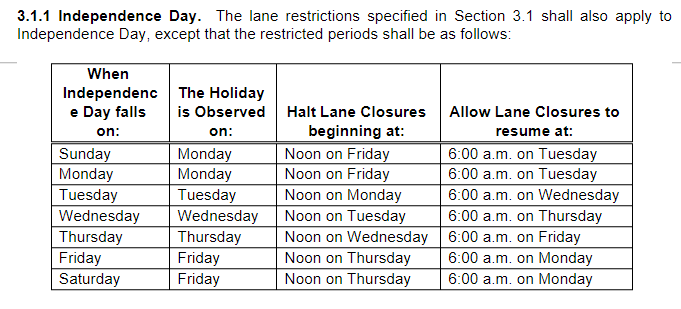 3.1.1 Independence Day. The lane restrictions specified in Section 3.1 shall also apply to
Independence Day, except that the restricted periods shall be as follows:
When
Independenc
e Day falls
on:
The Holiday
is Observed
on:
Halt Lane Closures
beginning at:
Allow Lane Closures to
resume at:
Sunday Monday Noon on Friday 6:00 a.m. on Tuesday
Monday Monday Noon on Friday 6:00 a.m. on Tuesday
Tuesday Tuesday Noon on Monday 6:00 a.m. on Wednesday
Wednesday Wednesday Noon on Tuesday 6:00 a.m. on Thursday
Thursday Thursday Noon on Wednesday 6:00 a.m. on Friday
Friday Friday Noon on Thursday 6:00 a.m. on Monday
Saturday Friday Noon on Thursday 6:00 a.m. on Monday